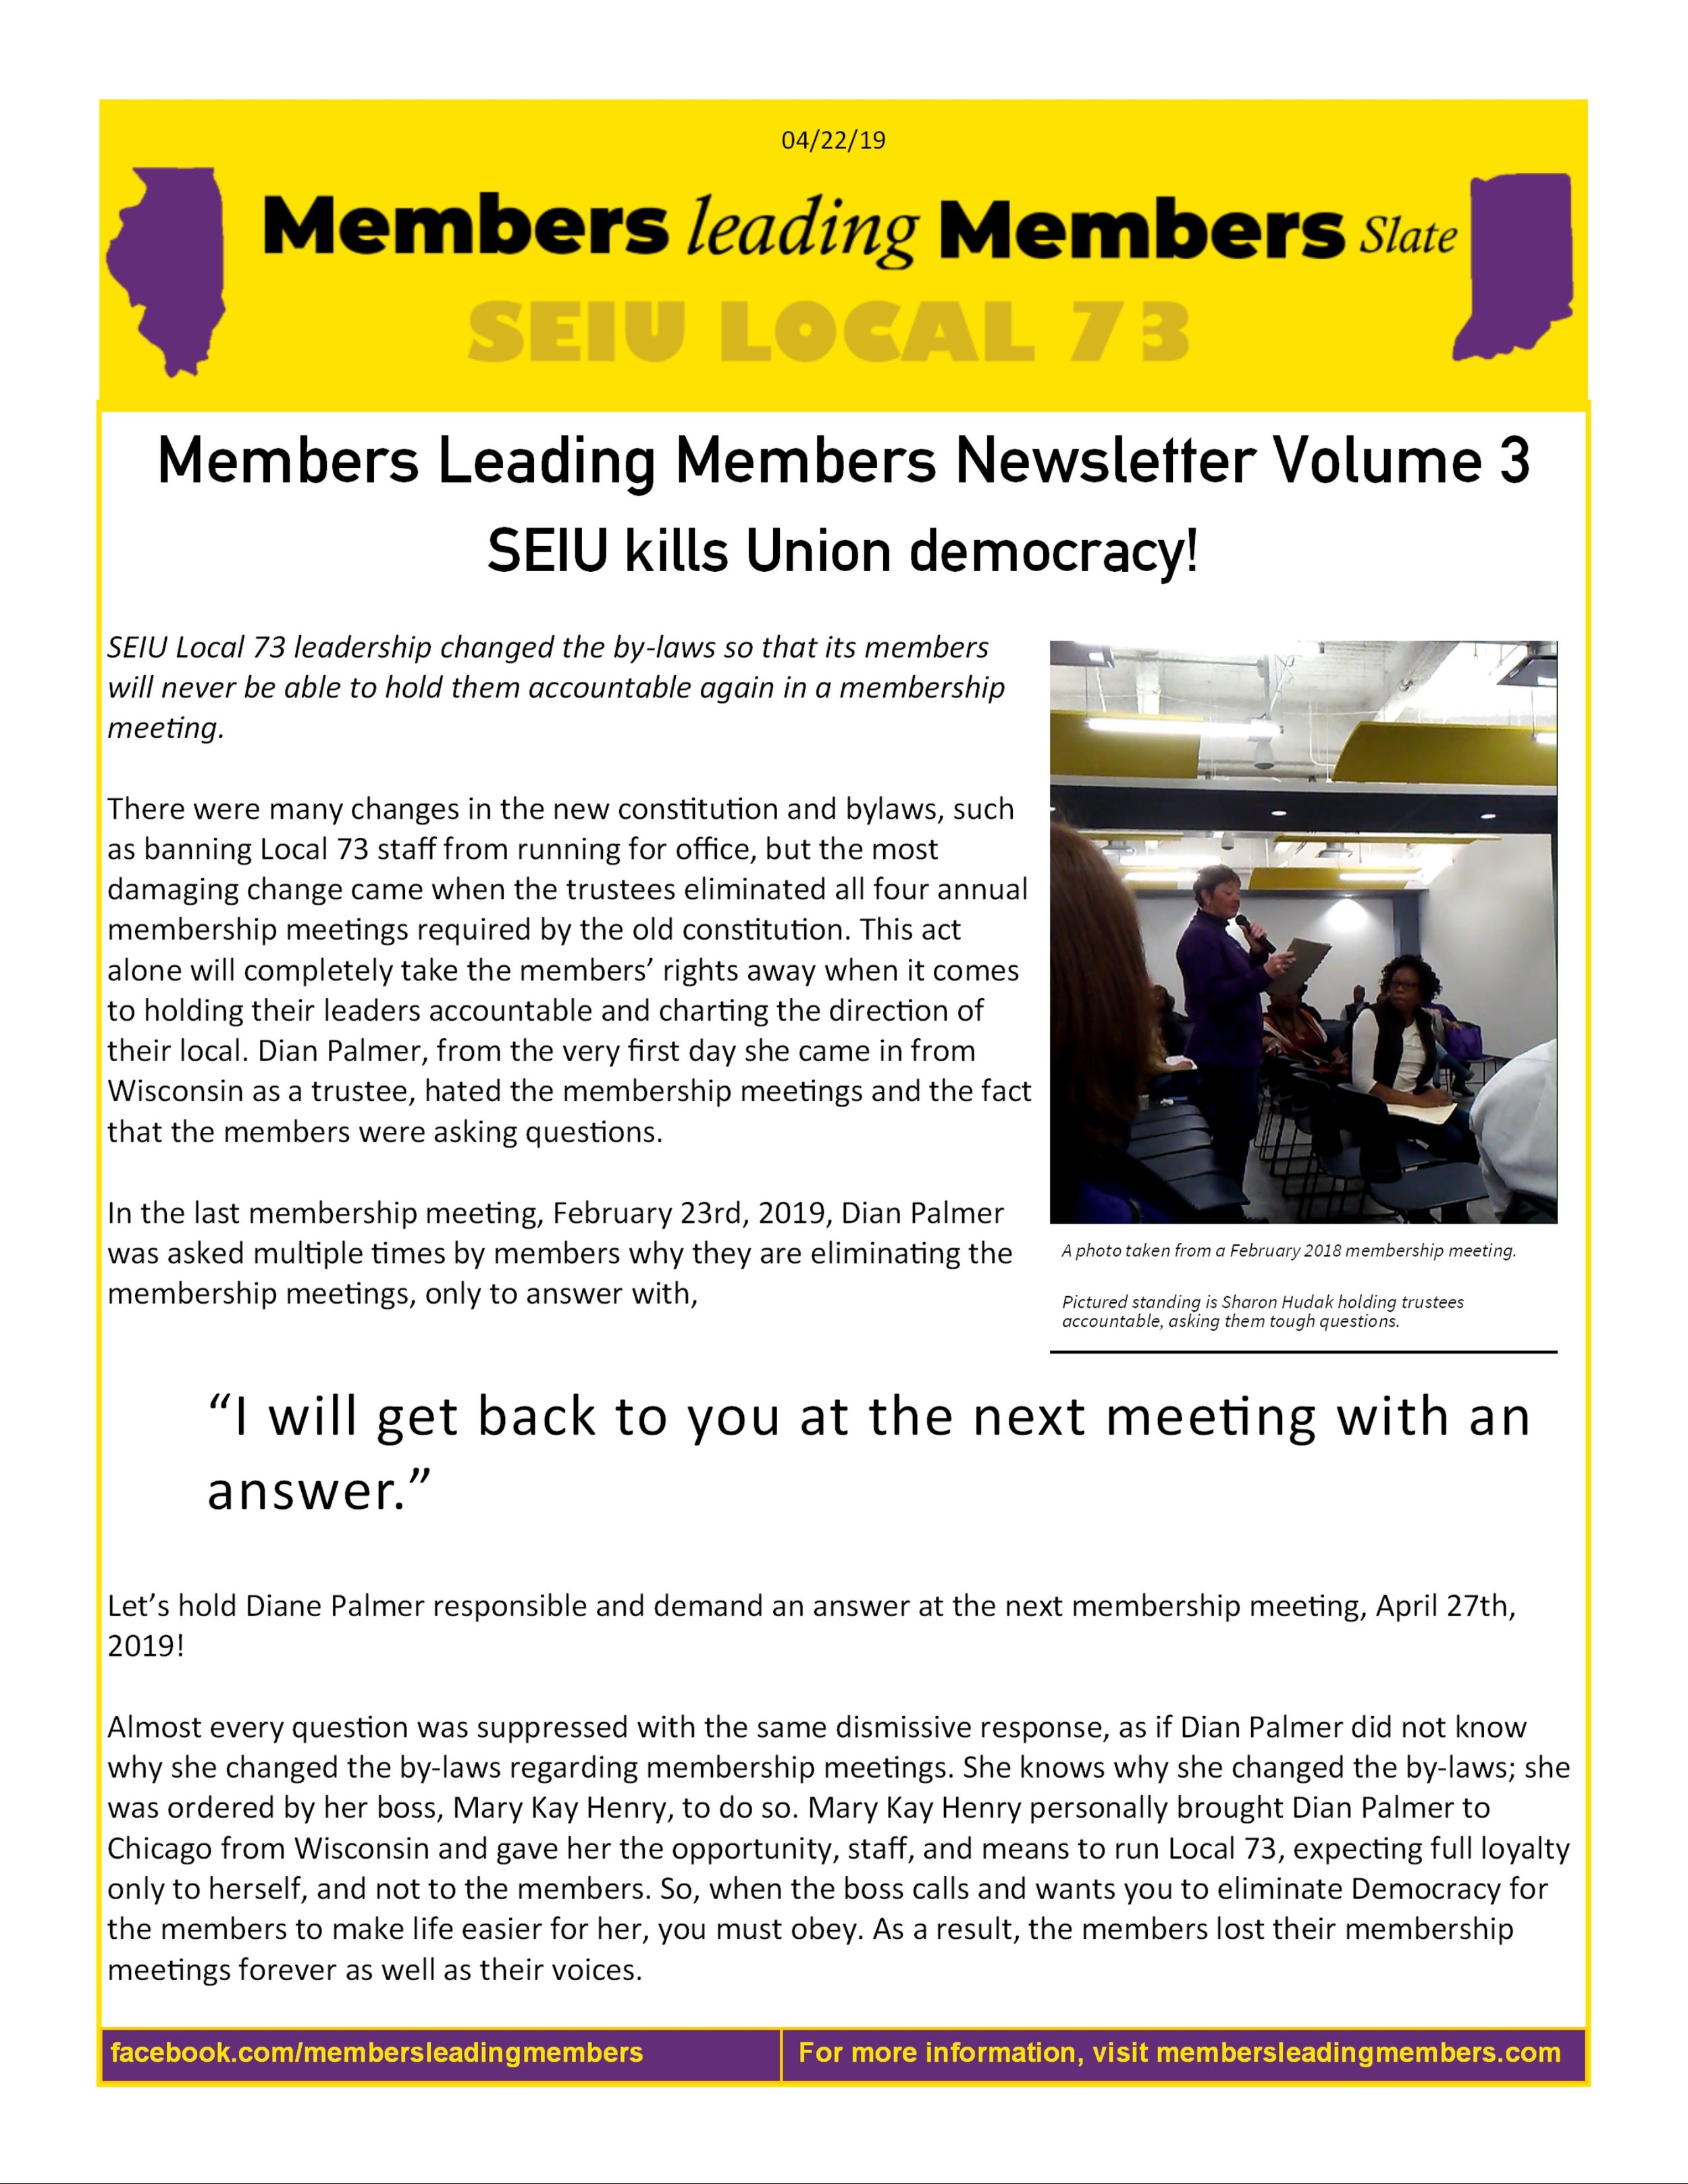 04/22/19
Members leading Members Slate
SEIU LOCAL 73
Members Leading Members Newsletter Volume 3
SEIU kills Union democracy!
SEIU Local 73 leadership changed the by-laws so that its members
will never be able to hold them accountable again in a membership
meeting.
There were many changes in the new constitution and bylaws, such
as banning Local 73 staff from running for office, but the most
damaging change came when the trustees eliminated all four annual
membership meetings required by the old constitution. This act
alone will completely take the members’ rights away when it comes
to holding their leaders accountable and charting the direction of
their local. Dian Palmer, from the very first day she came in from
Wisconsin as a trustee, hated the membership meetings and the fact
that the members were asking questions.
In the last membership meeting, February 23rd, 2019, Dian Palmer
was asked multiple times by members why they are eliminating the
membership meetings, only to answer with,
A photo taken from a February 2018 membership meeting.
Pictured standing is Sharon Hudak holding trustees
accountable, asking them tough questions.
“I will get back to you at the next meeting with an
answer.”
Let’s hold Diane Palmer responsible and demand an answer at the next membership meeting, April 27th,
2019!
Almost every question was suppressed with the same dismissive response, as if Dian Palmer did not know
why she changed the by-laws regarding membership meetings. She knows why she changed the by-laws; she
was ordered by her boss, Mary Kay Henry, to do so. Mary Kay Henry personally brought Dian Palmer to
Chicago from Wisconsin and gave her the opportunity, staff, and means to run Local 73, expecting full loyalty
only to herself, and not to the members. So, when the boss calls and wants you to eliminate Democracy for
the members to make life easier for her, you must obey. As a result, the members lost their membership
meetings forever as well as their voices.
facebook.com/membersleadingmembers
For more information, visit membersleadingmembers.com